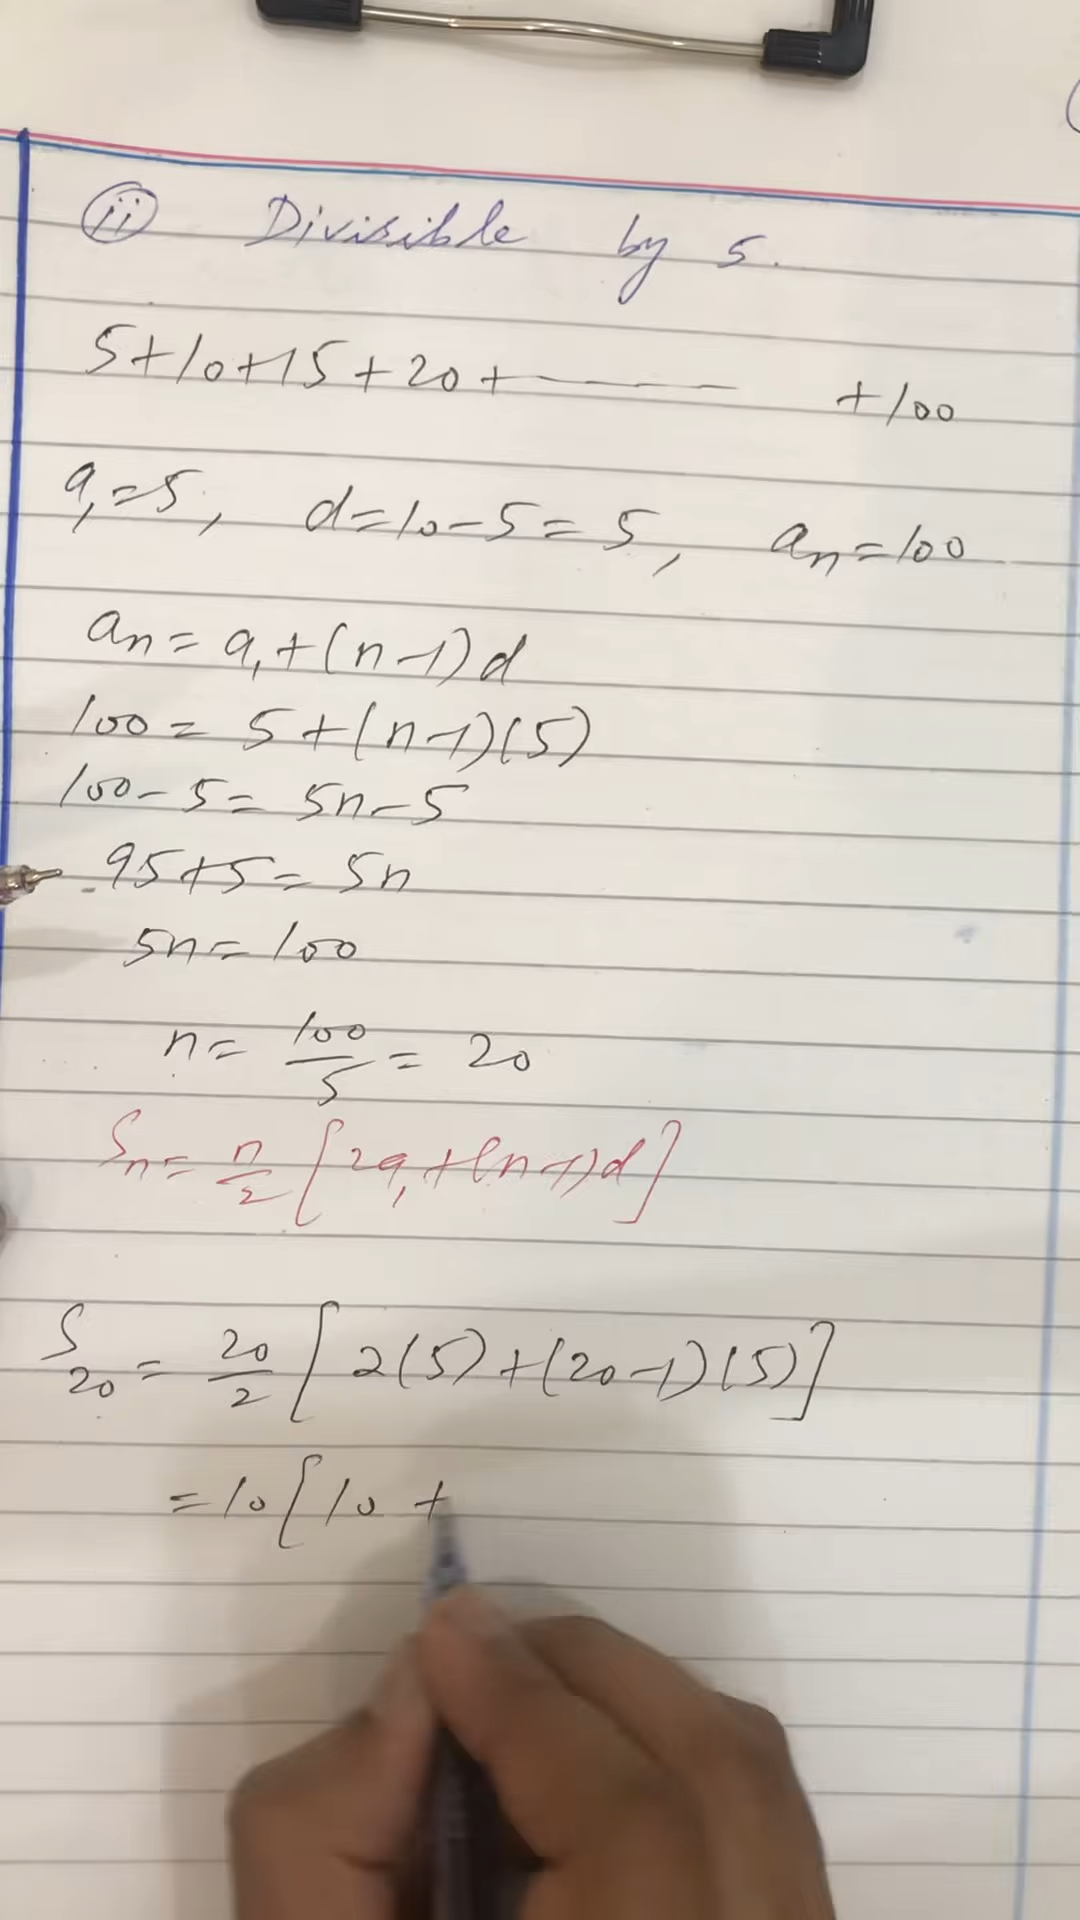 ii Divisible by 5.
5+10+15+20+ ------ +100
a₁=5, d=10-5=5, aₙ=100
aₙ=a₁+(n-1)d
100=5+(n-1)(5)
100-5=5n-5
95+5=5n
5n=100
n=100/5=20
Sₙ=n/2[2a₁+(n-1)d]
S₂₀=20/2[2(5)+(20-1)(5)]
=10[10+